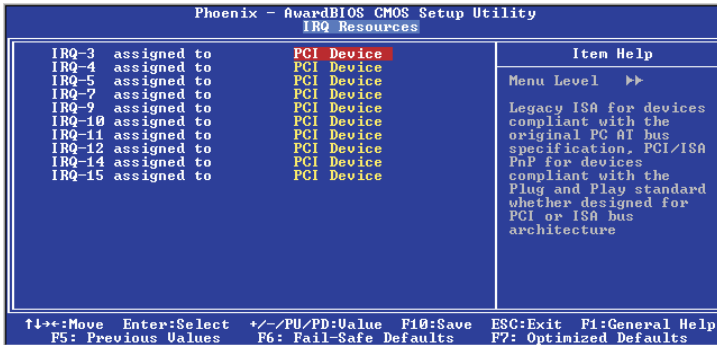 Phoenix - AwardBIOS CMOS Setup Utility
IRQ Resources
IRQ-3 assigned to PCI Device
IRQ-4 assigned to PCI Device
IRQ-5 assigned to PCI Device
IRQ-7 assigned to PCI Device
IRQ-9 assigned to PCI Device
IRQ-10 assigned to PCI Device
IRQ-11 assigned to PCI Device
IRQ-12 assigned to PCI Device
IRQ-14 assigned to PCI Device
IRQ-15 assigned to PCI Device
Item Help
Menu Level ▸▸
Legacy ISA for devices
compliant with the
original PC AT bus
specification, PCI/ISA
PnP for devices
compliant with the
Plug and Play standard
whether designed for
PCI or ISA bus
architecture
↑↓→←:Move Enter:Select +/-/PU/PD:Value F10:Save ESC:Exit F1:General Help
F5: Previous Values F6: Fail-Safe Defaults F7: Optimized Defaults